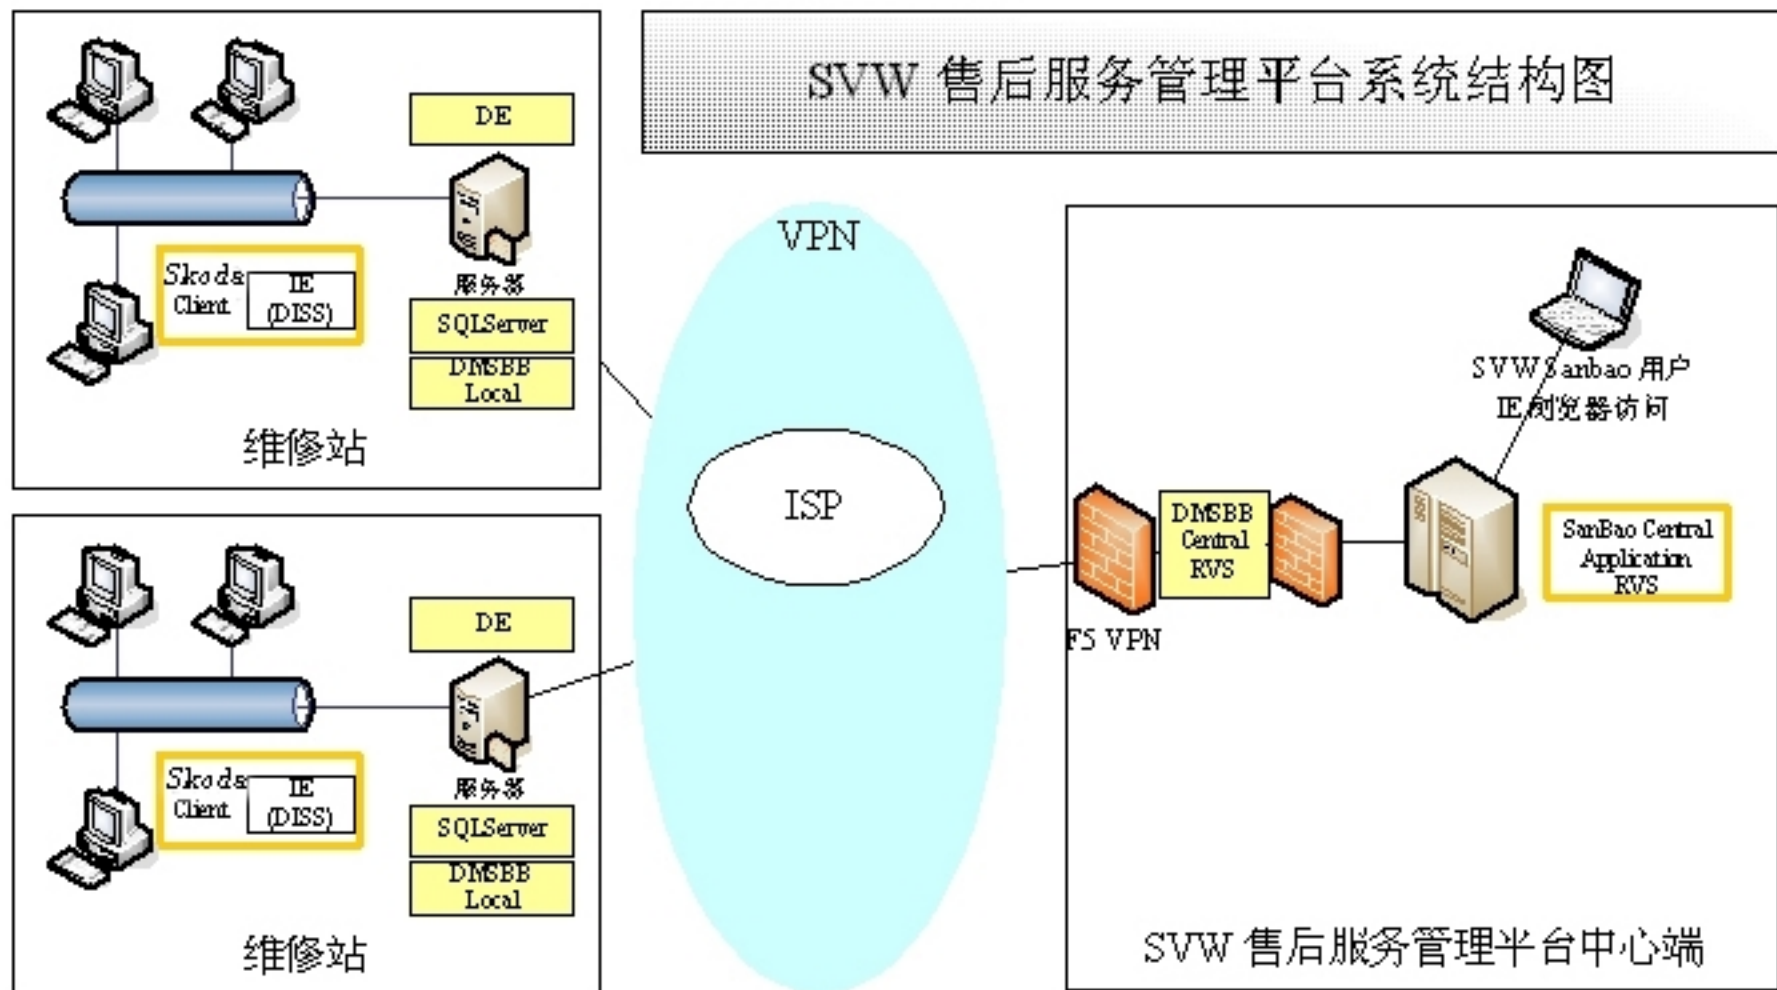 SVW 售后服务管理平台系统结构图
DE
服务器
SQLServer
DMSBB
Local
Skoda
Client
IE
(DISS)
维修站
DE
服务器
SQLServer
DMSBB
Local
Skoda
Client
IE
(DISS)
维修站
VPN
ISP
SVW Sanbao 用户
IE 浏览器访问
F5 VPN
DMSBB
Central
RVS
SanBao Central
Application
RVS
SVW 售后服务管理平台中心端